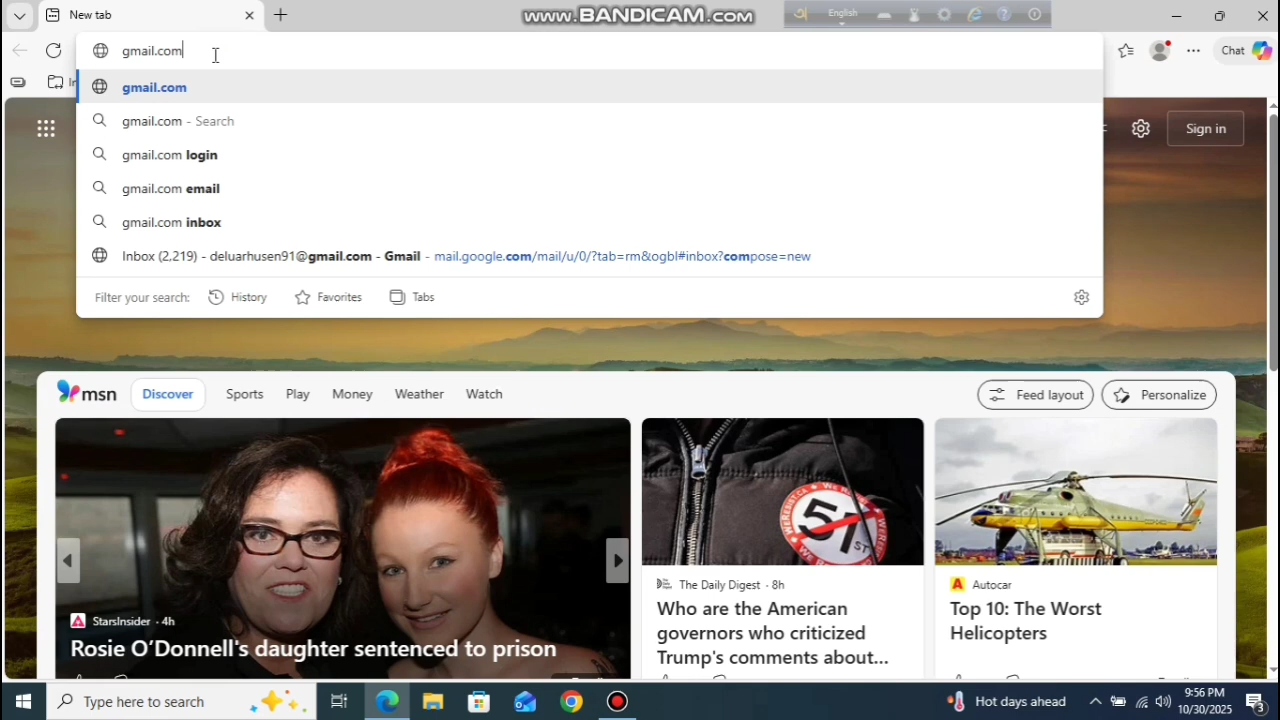 New tab
www.BANDICAM.com
অ
English
gmail.com
Chat
gmail.com
gmail.com - Search
gmail.com login
gmail.com email
gmail.com inbox
Inbox (2,219) - deluarhusen91@gmail.com - Gmail - mail.google.com/mail/u/0/?tab=rm&ogbl#inbox?compose=new
Filter your search:
History
Favorites
Tabs
Sign in
msn
Discover
Sports
Play
Money
Weather
Watch
Feed layout
Personalize
WE RESIST.CA
51ST
StarsInsider · 4h
Rosie O'Donnell's daughter sentenced to prison
The Daily Digest · 8h
Who are the American
governors who criticized
Trump's comments about...
Autocar
Top 10: The Worst
Helicopters
Type here to search
Hot days ahead
9:56 PM
10/30/2025
3